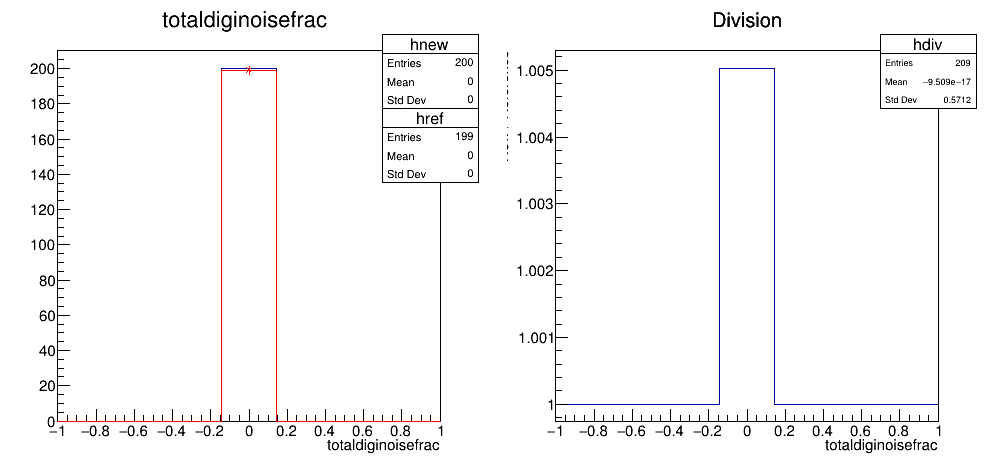 totaldiginoisefrac
hnew
Entries 200
Mean 0
Std Dev 0
href
Entries 199
Mean 0
Std Dev 0
200
180
160
140
120
100
80
60
40
20
0
−1 −0.8 −0.6 −0.4 −0.2 0 0.2 0.4 0.6 0.8 1
totaldiginoisefrac
Division
hdiv
Entries 209
Mean −9.509e−17
Std Dev 0.5712
1.005
1.004
1.003
1.002
1.001
1
−1 −0.8 −0.6 −0.4 −0.2 0 0.2 0.4 0.6 0.8 1
totaldiginoisefrac